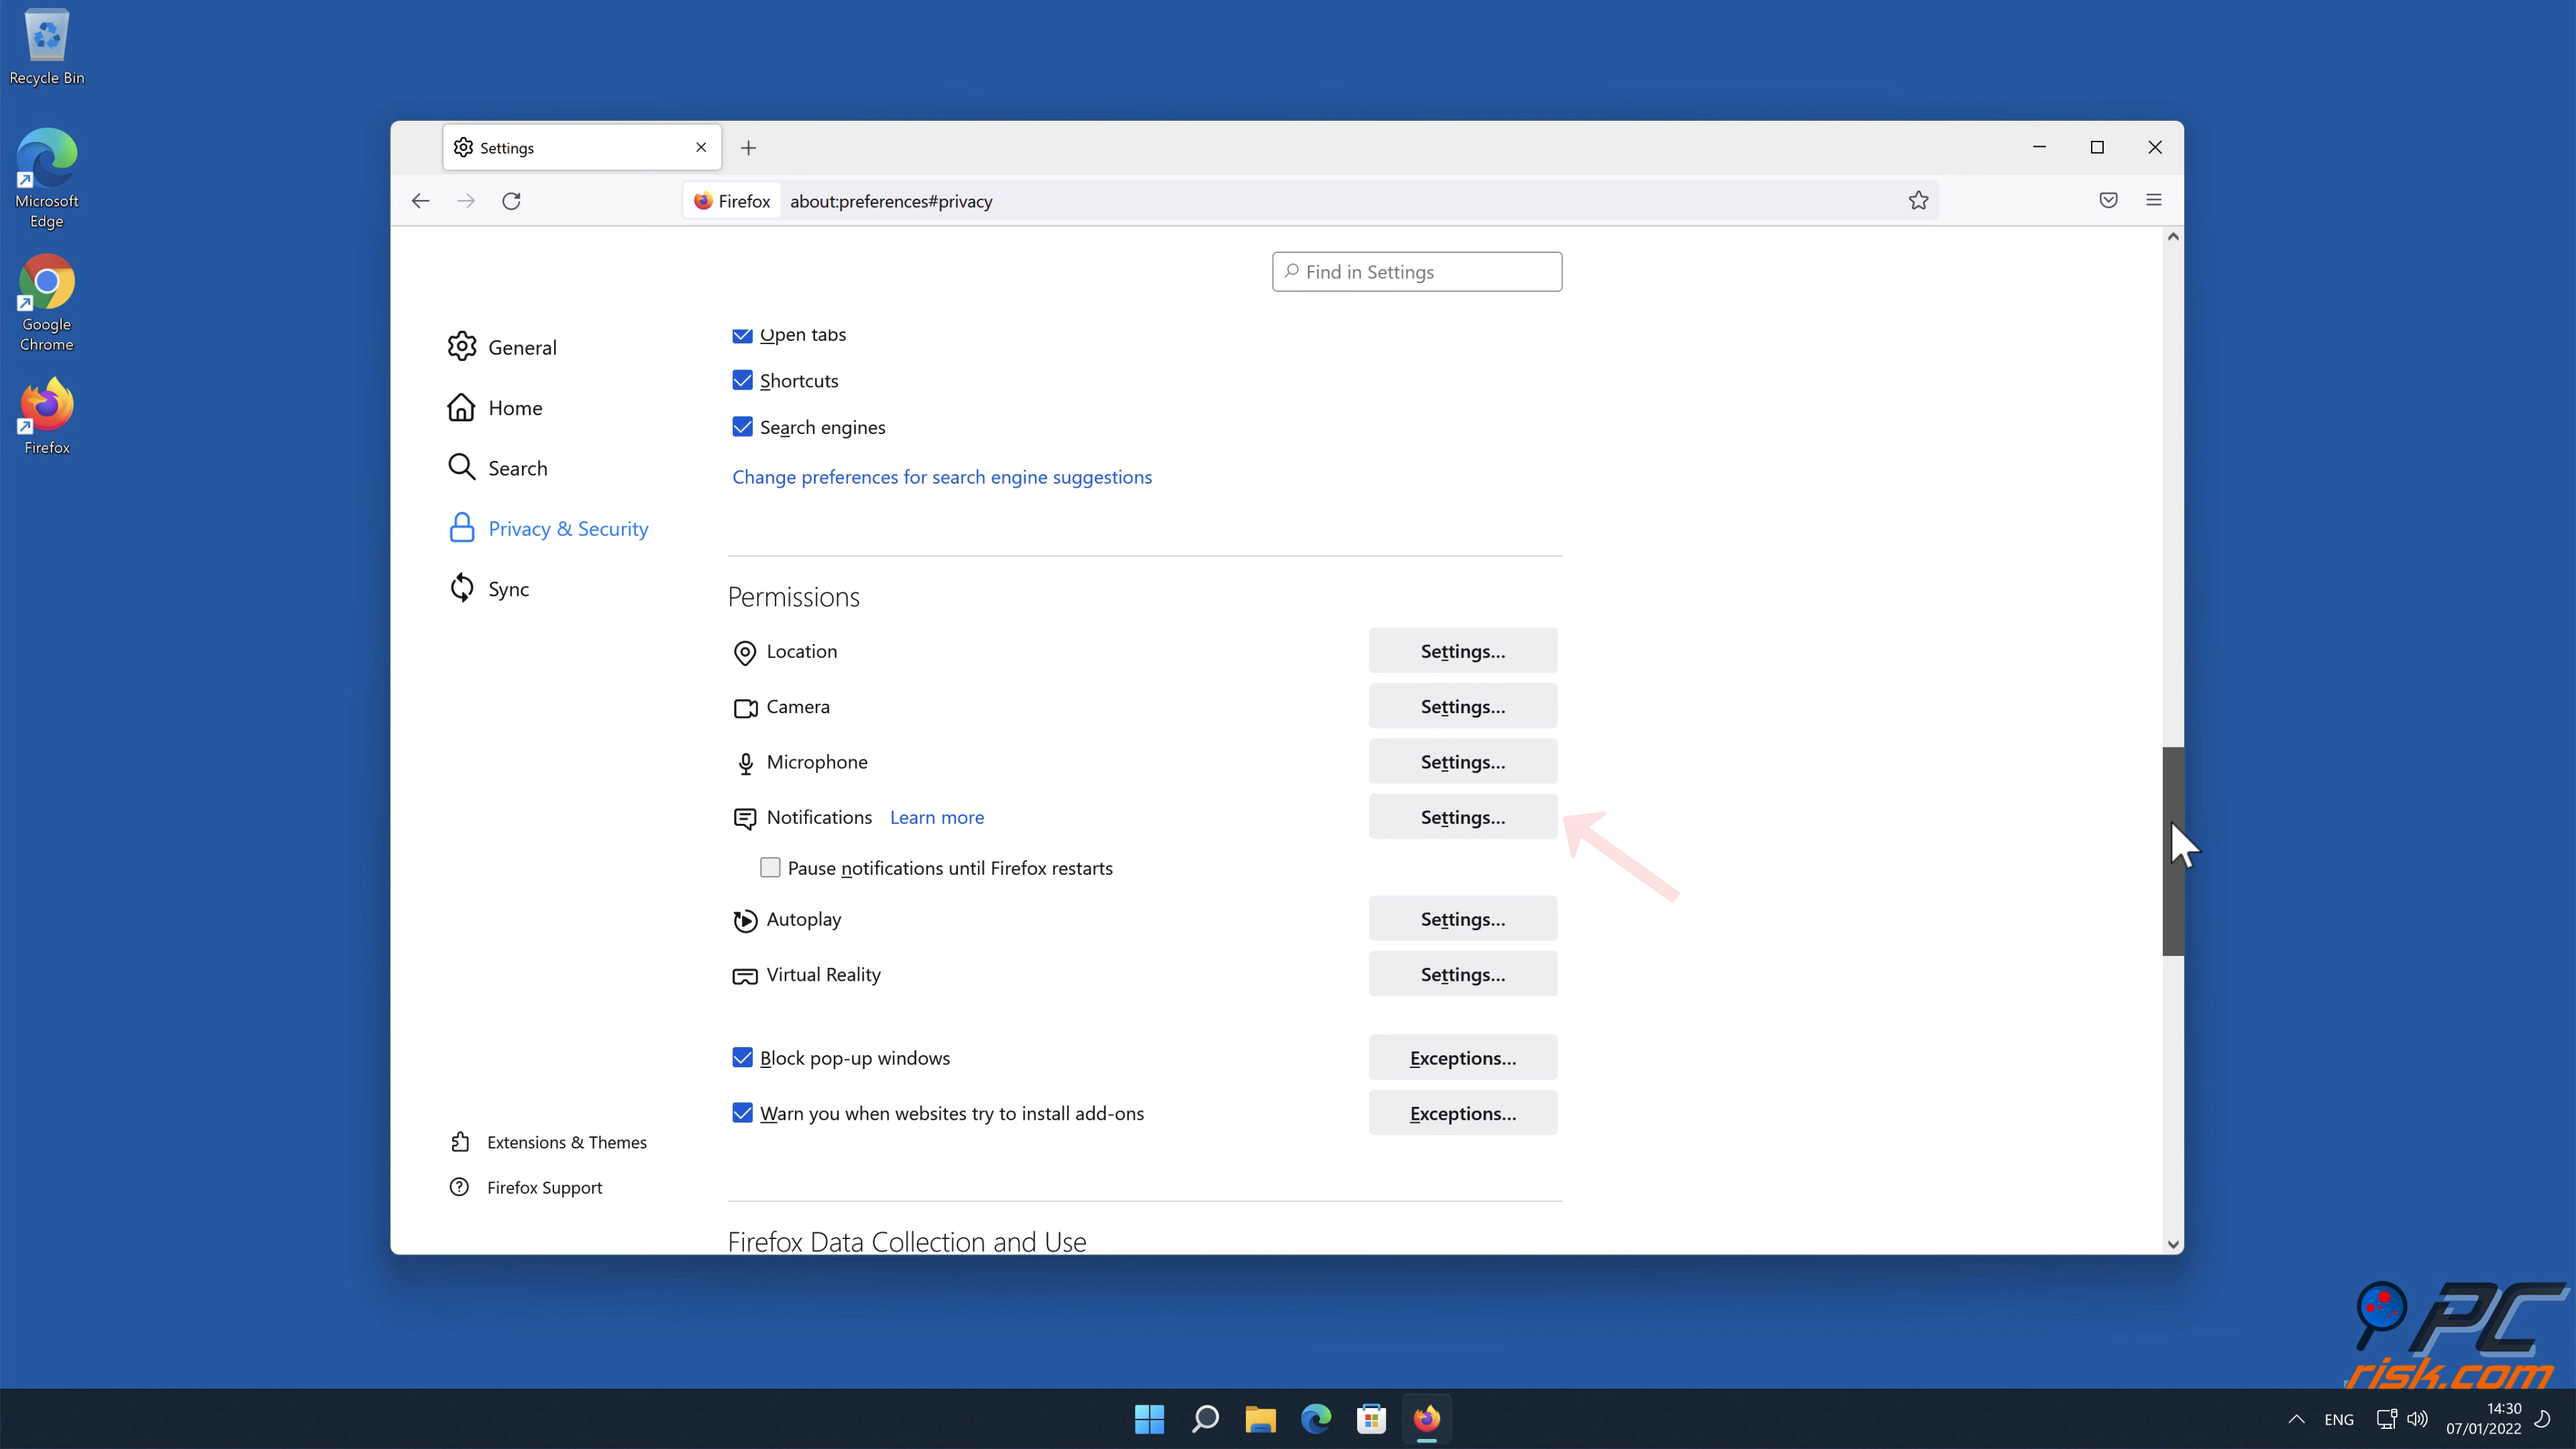 Recycle Bin
Microsoft
Edge
Google
Chrome
Firefox
Settings
Firefox
about:preferences#privacy
Find in Settings
General
Home
Search
Privacy & Security
Sync
Extensions & Themes
Firefox Support
Open tabs
Shortcuts
Search engines
Change preferences for search engine suggestions
Permissions
Location Settings...
Camera Settings...
Microphone Settings...
Notifications Learn more Settings...
Pause notifications until Firefox restarts
Autoplay Settings...
Virtual Reality Settings...
Block pop-up windows Exceptions...
Warn you when websites try to install add-ons Exceptions...
Firefox Data Collection and Use
PC
risk.com
ENG
14:30
07/01/2022